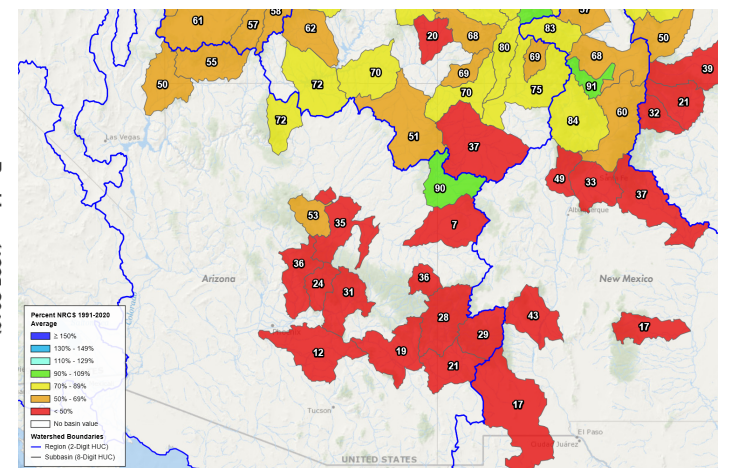 58
57
61
57
62
20
68
83
80
50
55
50
72
70
69
69
68
39
91
70
75
21
32
60
84
72
51
37
Las Vegas
49
33
37
90
53
35
7
Albuquerque
36
36
Arizona
New Mexico
24
31
28
43
29
17
12
19
21
17
Tucson
El Paso
Juárez
UNITED STATES
Percent NRCS 1991-2020
Average
≥ 150%
130% - 149%
110% - 129%
90% - 109%
70% - 89%
50% - 69%
< 50%
No basin value
Watershed Boundaries
Region (2-Digit HUC)
Subbasin (8-Digit HUC)